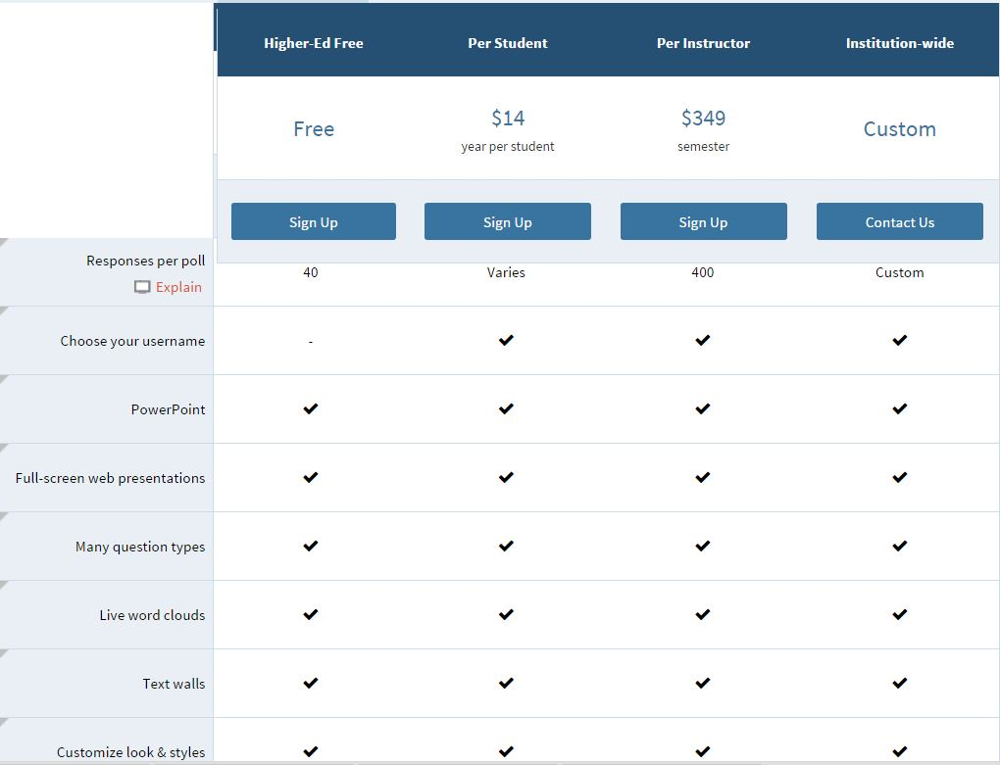 Higher-Ed Free Per Student Per Instructor Institution-wide
Free $14 $349 Custom
year per student semester
Sign Up Sign Up Sign Up Contact Us
Responses per poll 40 Varies 400 Custom
Explain
Choose your username - ✔ ✔ ✔
PowerPoint ✔ ✔ ✔ ✔
Full-screen web presentations ✔ ✔ ✔ ✔
Many question types ✔ ✔ ✔ ✔
Live word clouds ✔ ✔ ✔ ✔
Text walls ✔ ✔ ✔ ✔
Customize look & styles ✔ ✔ ✔ ✔